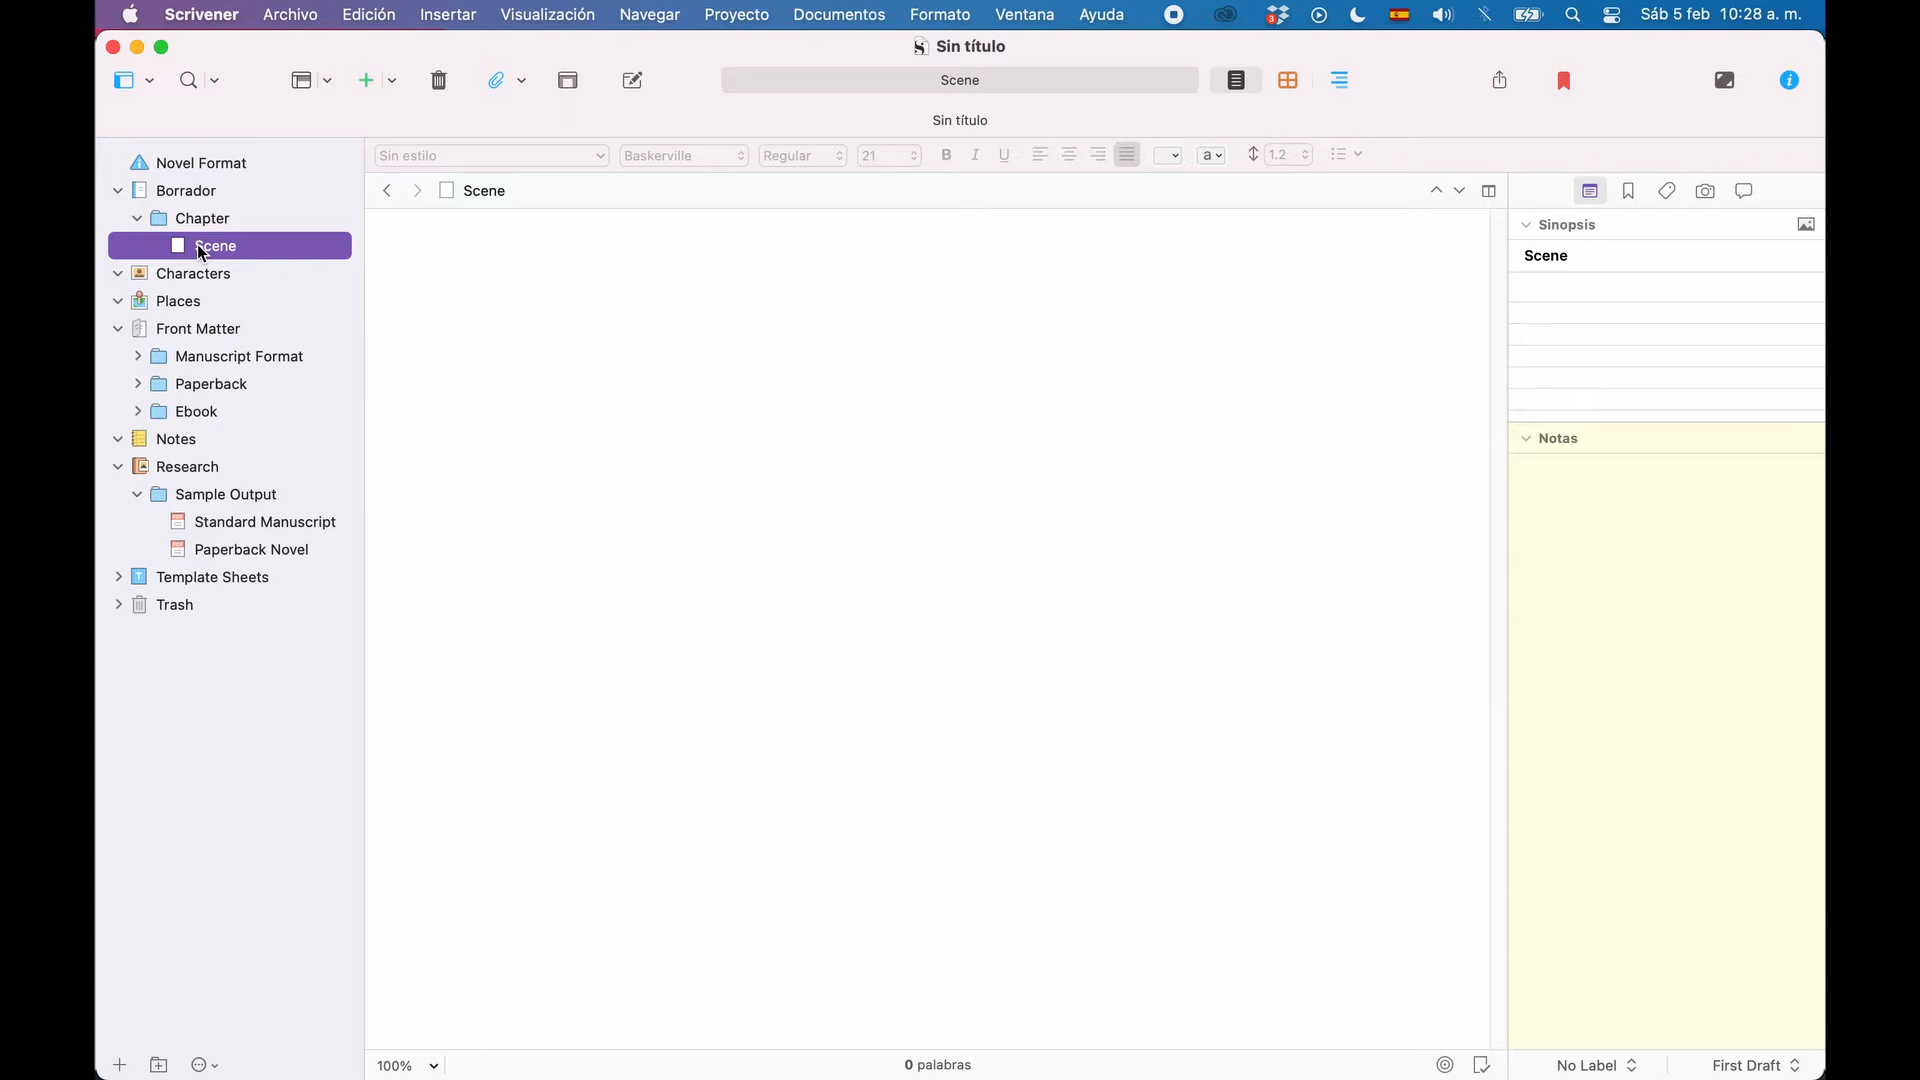 Scrivener Archivo Edición Insertar Visualización Navegar Proyecto Documentos Formato Ventana Ayuda 3 Sáb 5 feb 10:28 a. m.
Sin título
Scene
Sin título
Sin estilo Baskerville Regular 21 B I U a 1.2
Novel Format
Borrador
Chapter
Scene
Characters
Places
Front Matter
Manuscript Format
Paperback
Ebook
Notes
Research
Sample Output
Standard Manuscript
Paperback Novel
Template Sheets
Trash
Scene
Sinopsis
Scene
Notas
100% 0 palabras No Label First Draft